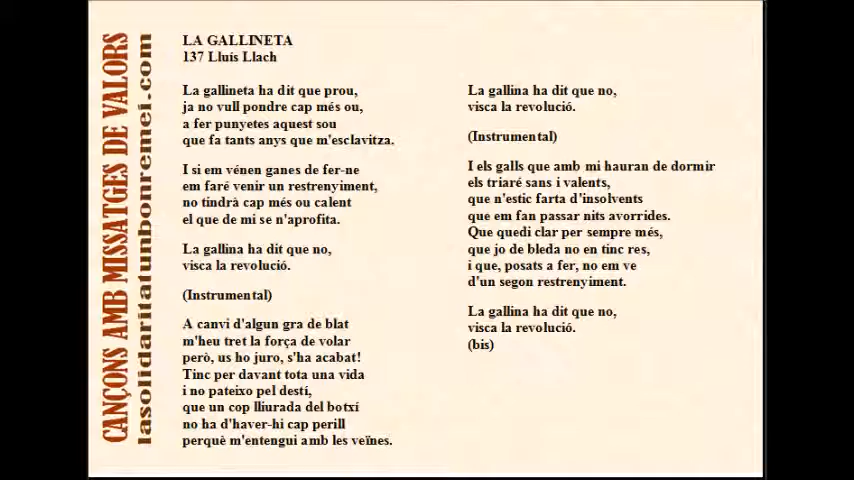 CANÇONS AMB MISSATGES DE VALORS
lasolidaritatunbonremei.com
LA GALLINETA
137 Lluís Llach
La gallineta ha dit que prou,
ja no vull pondre cap més ou,
a fer punyetes aquest sou
que fa tants anys que m'esclavitza.
I si em vénen ganes de fer-ne
em faré venir un restrenyiment,
no tindrà cap més ou calent
el que de mi se n'aprofita.
La gallina ha dit que no,
visca la revolució.
(Instrumental)
A canvi d'algun gra de blat
m'heu tret la força de volar
però, us ho juro, s'ha acabat!
Tinc per davant tota una vida
i no pateixo pel destí,
que un cop lliurada del botxí
no ha d'haver-hi cap perill
perquè m'entengui amb les veïnes.
La gallina ha dit que no,
visca la revolució.
(Instrumental)
I els galls que amb mi hauran de dormir
els triaré sans i valents,
que n'estic farta d'insolvents
que em fan passar nits avorrides.
Que quedi clar per sempre més,
que jo de bleda no en tinc res,
i que, posats a fer, no em ve
d'un segon restrenyiment.
La gallina ha dit que no,
visca la revolució.
(bis)